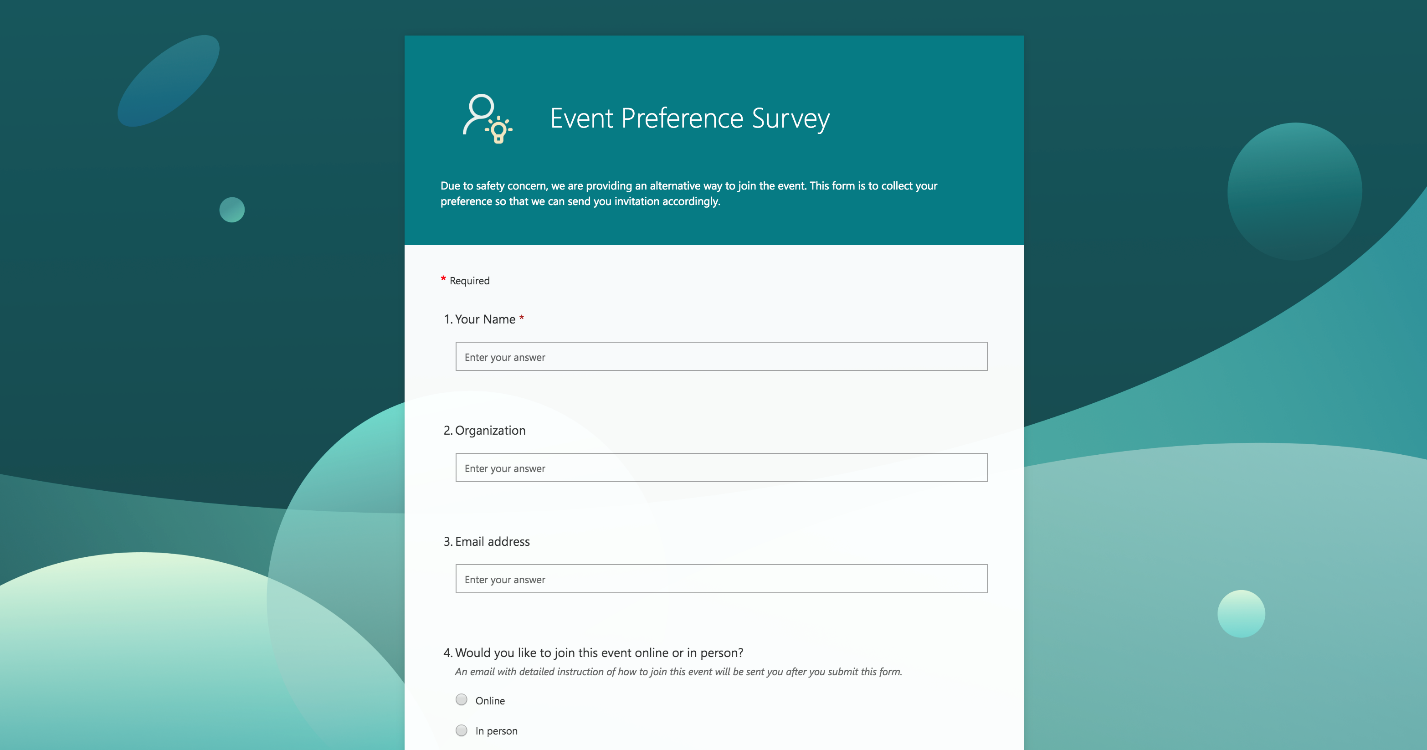 Event Preference Survey
Due to safety concern, we are providing an alternative way to join the event. This form is to collect your
preference so that we can send you invitation accordingly.
* Required
1. Your Name *
Enter your answer
2. Organization
Enter your answer
3. Email address
Enter your answer
4. Would you like to join this event online or in person?
An email with detailed instruction of how to join this event will be sent you after you submit this form.
Online
In person